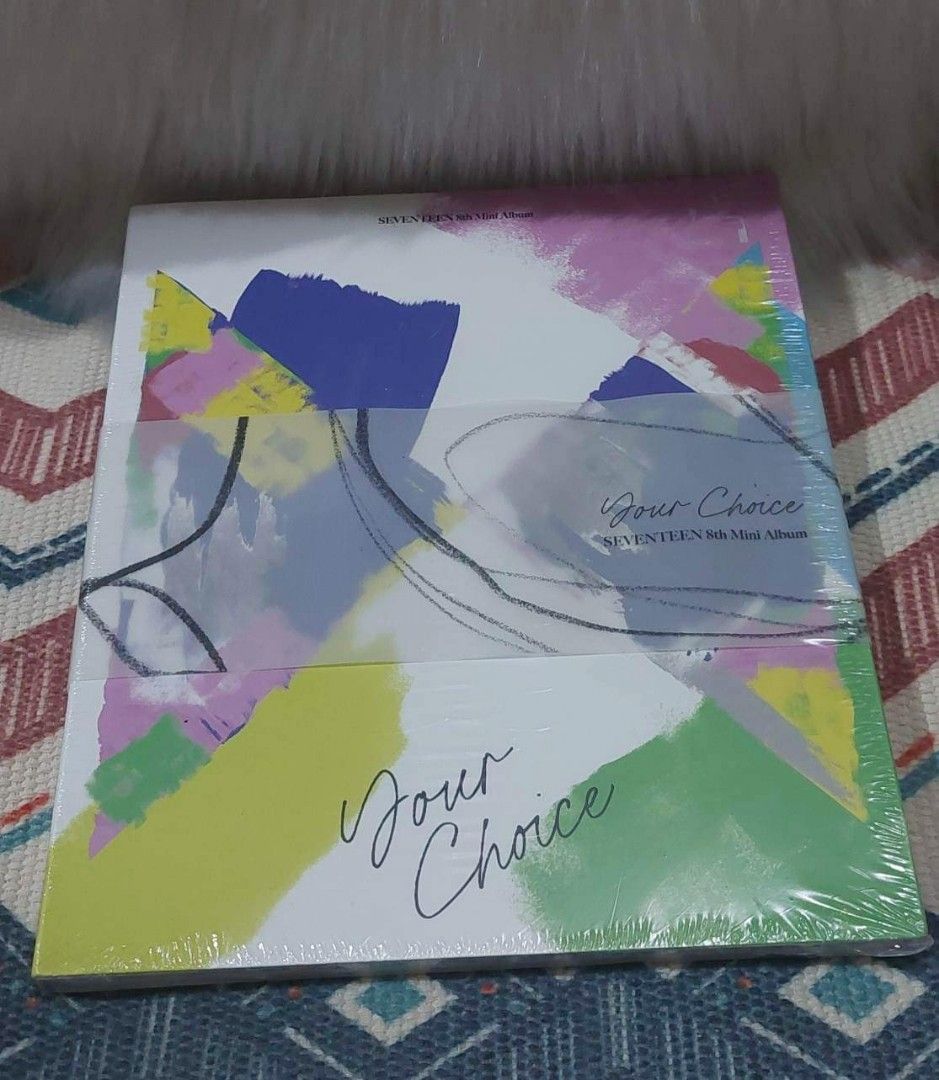 SEVENTEEN 8th Mini Album
Your Choice
SEVENTEEN 8th Mini Album
Your
Choice